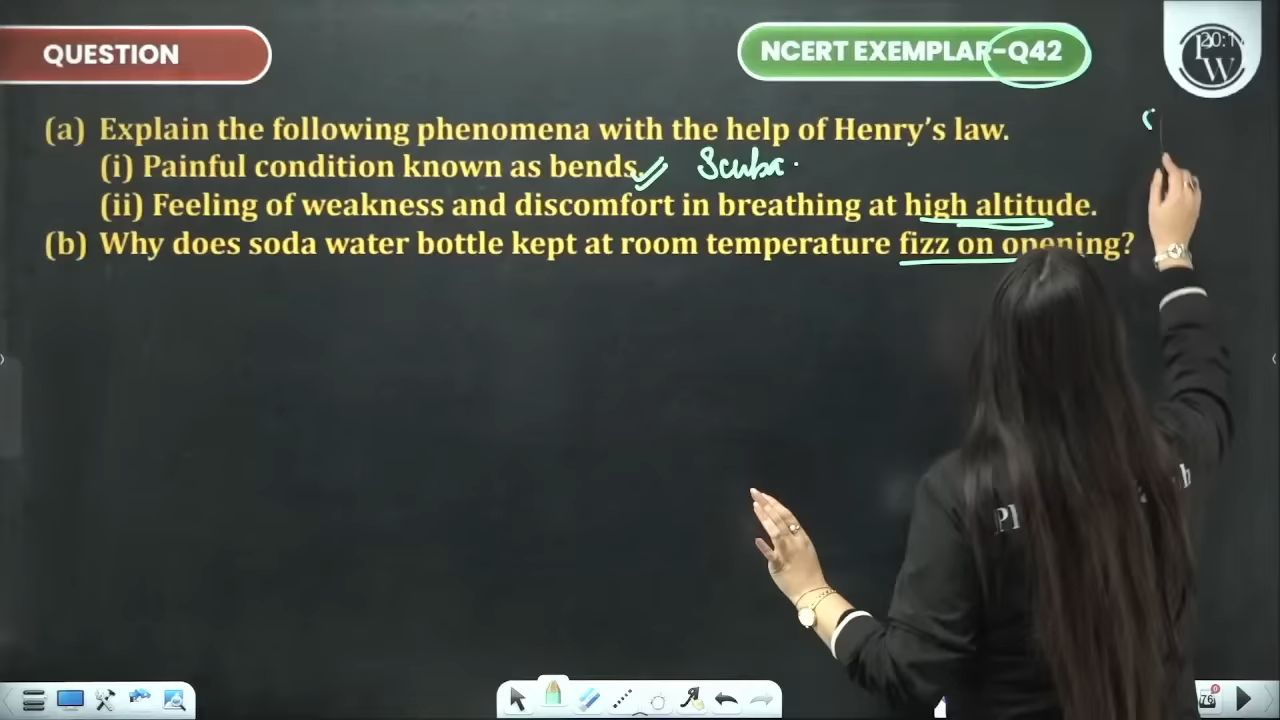 QUESTION
NCERT EXEMPLAR-Q42
(a) Explain the following phenomena with the help of Henry's law.
(i) Painful condition known as bends. Scuba
(ii) Feeling of weakness and discomfort in breathing at high altitude.
(b) Why does soda water bottle kept at room temperature fizz on opening?
PW
Pl
h
76